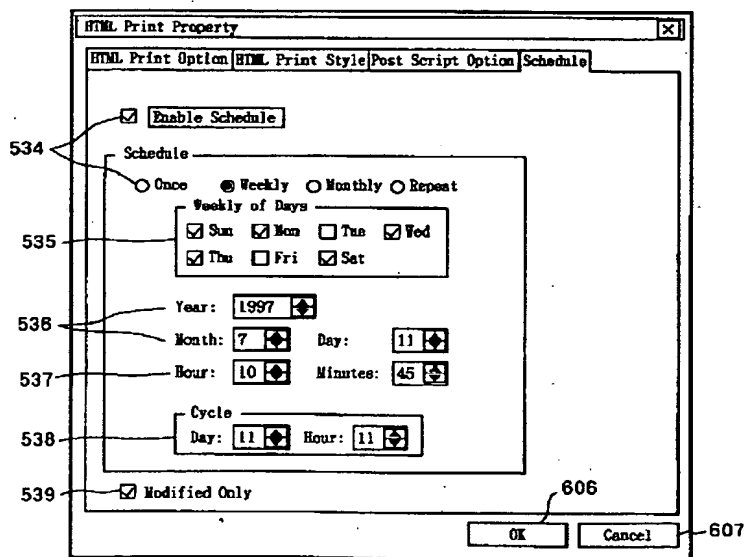 HTML Print Property
HTML Print Option HTML Print Style Post Script Option Schedule
Enable Schedule
534
Schedule
Once Weekly Monthly Repeat
Weekly of Days
535
Sun Mon Tue Wed
Thu Fri Sat
Year: 1997
536
Month: 7 Day: 11
537
Hour: 10 Minutes: 45
Cycle
538
Day: 11 Hour: 11
539
Modified Only
606
OK Cancel
607